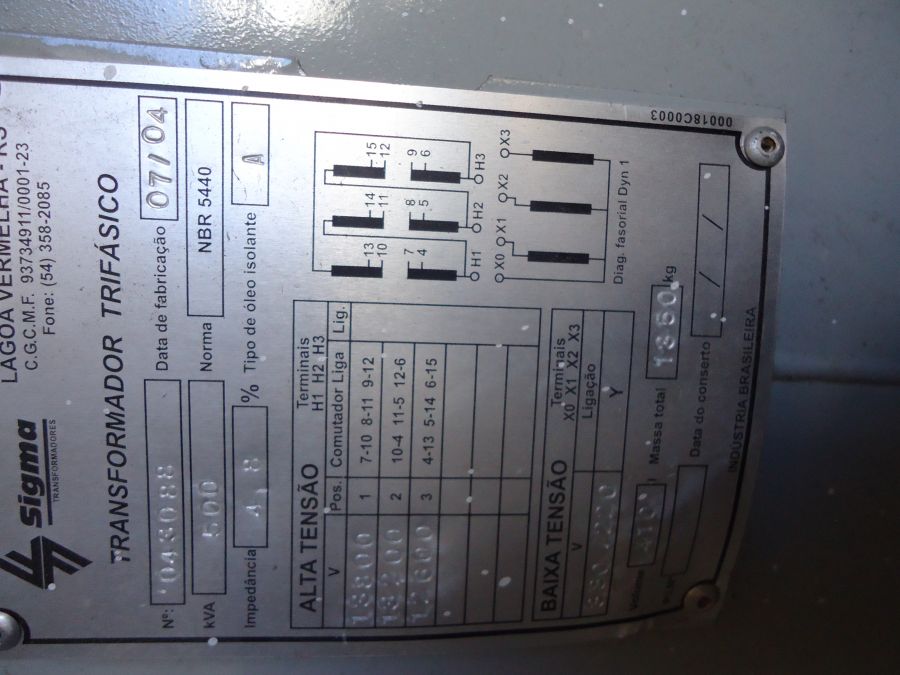 Sigma
TRANSFORMADORES
LAGOA VERMELHA - RS
C.G.C.M.F. 93734911/0001-23
Fone: (54) 358-2085
TRANSFORMADOR TRIFÁSICO
Nº: 043088 Data de fabricação 07/04
kVA 500 Norma NBR 5440
Impedância 4,8 % Tipo de óleo isolante A
ALTA TENSÃO Terminais
H1 H2 H3
V Pos. Comutador Liga Lig.
13800 1 7-10 8-11 9-12
13200 2 10-4 11-5 12-6
12600 3 4-13 5-14 6-15
13 14 15
10 11 12
7 8 9
4 5 6
H1 H2 H3
BAIXA TENSÃO Terminais
X0 X1 X2 X3
V Ligação
380/220 Y
X0 X1 X2 X3
Diag. fasorial Dyn 1
Volume 410 l Massa total kg
Data do conserto / /
INDÚSTRIA BRASILEIRA
00018C0003